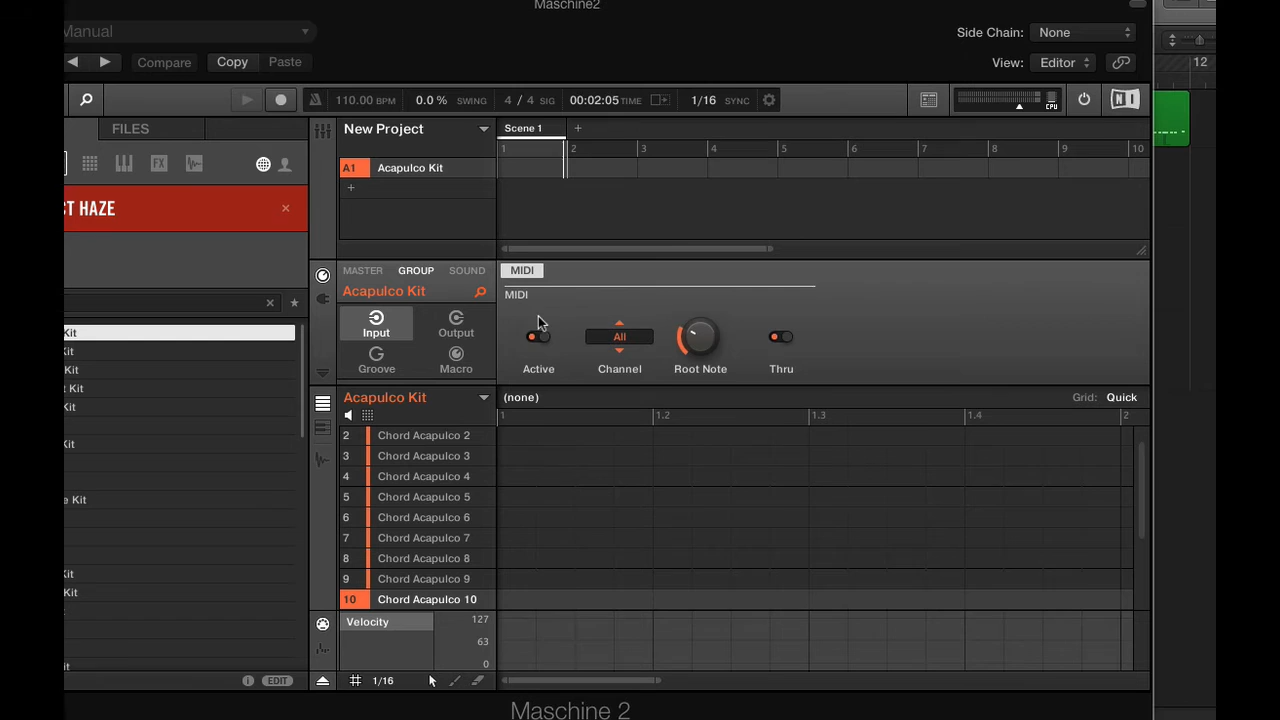 Maschine2
Manual
Side Chain: None
Compare Copy Paste
View: Editor
12
110.00 BPM 0.0% SWING 4 / 4 SIG 00:02:05 TIME 1/16 SYNC CPU NI
FILES
New Project
Scene 1 +
1 2 3 4 5 6 7 8 9 10
A1 Acapulco Kit
+
CT HAZE ×
MASTER GROUP SOUND MIDI
Acapulco Kit
MIDI
Input Output
All
Groove Macro
Active Channel Root Note Thru
Kit
Kit
Kit
t Kit
Kit
Kit
e Kit
Kit
Kit
Kit
Acapulco Kit
(none)
Grid: Quick
1 1.2 1.3 1.4 2
2 Chord Acapulco 2
3 Chord Acapulco 3
4 Chord Acapulco 4
5 Chord Acapulco 5
6 Chord Acapulco 6
7 Chord Acapulco 7
8 Chord Acapulco 8
9 Chord Acapulco 9
10 Chord Acapulco 10
Velocity
127
63
0
i EDIT
1/16
Maschine 2